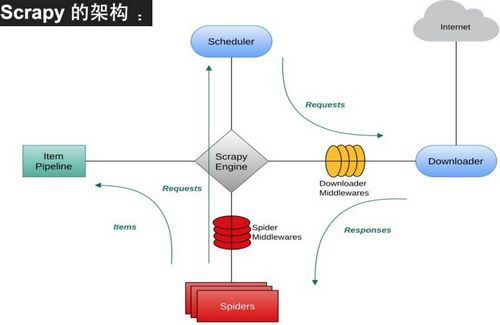 Scrapy 的架构 ：
Scheduler
Internet
Requests
Item
Pipeline
Scrapy
Engine
Downloader
Requests
Downloader
Middlewares
Items
Spider
Middlewares
Responses
Spiders